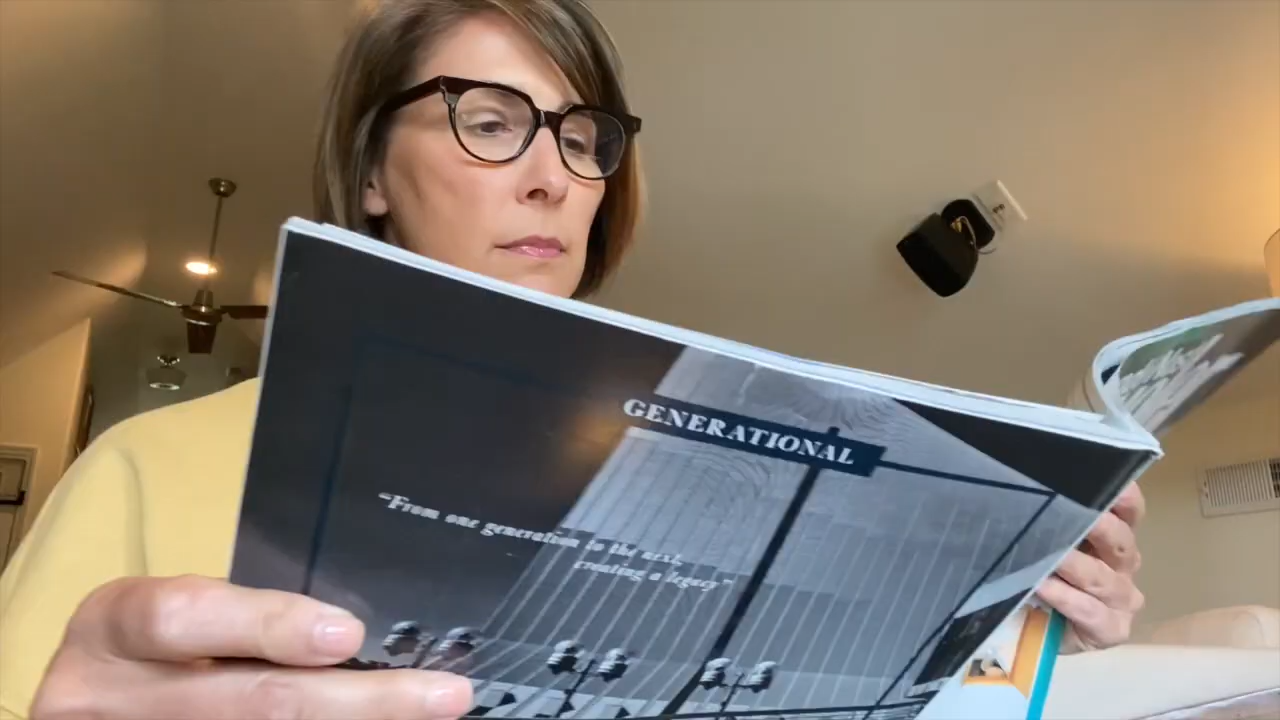 GENERATIONAL
“From one generation to the next,
creating a legacy”